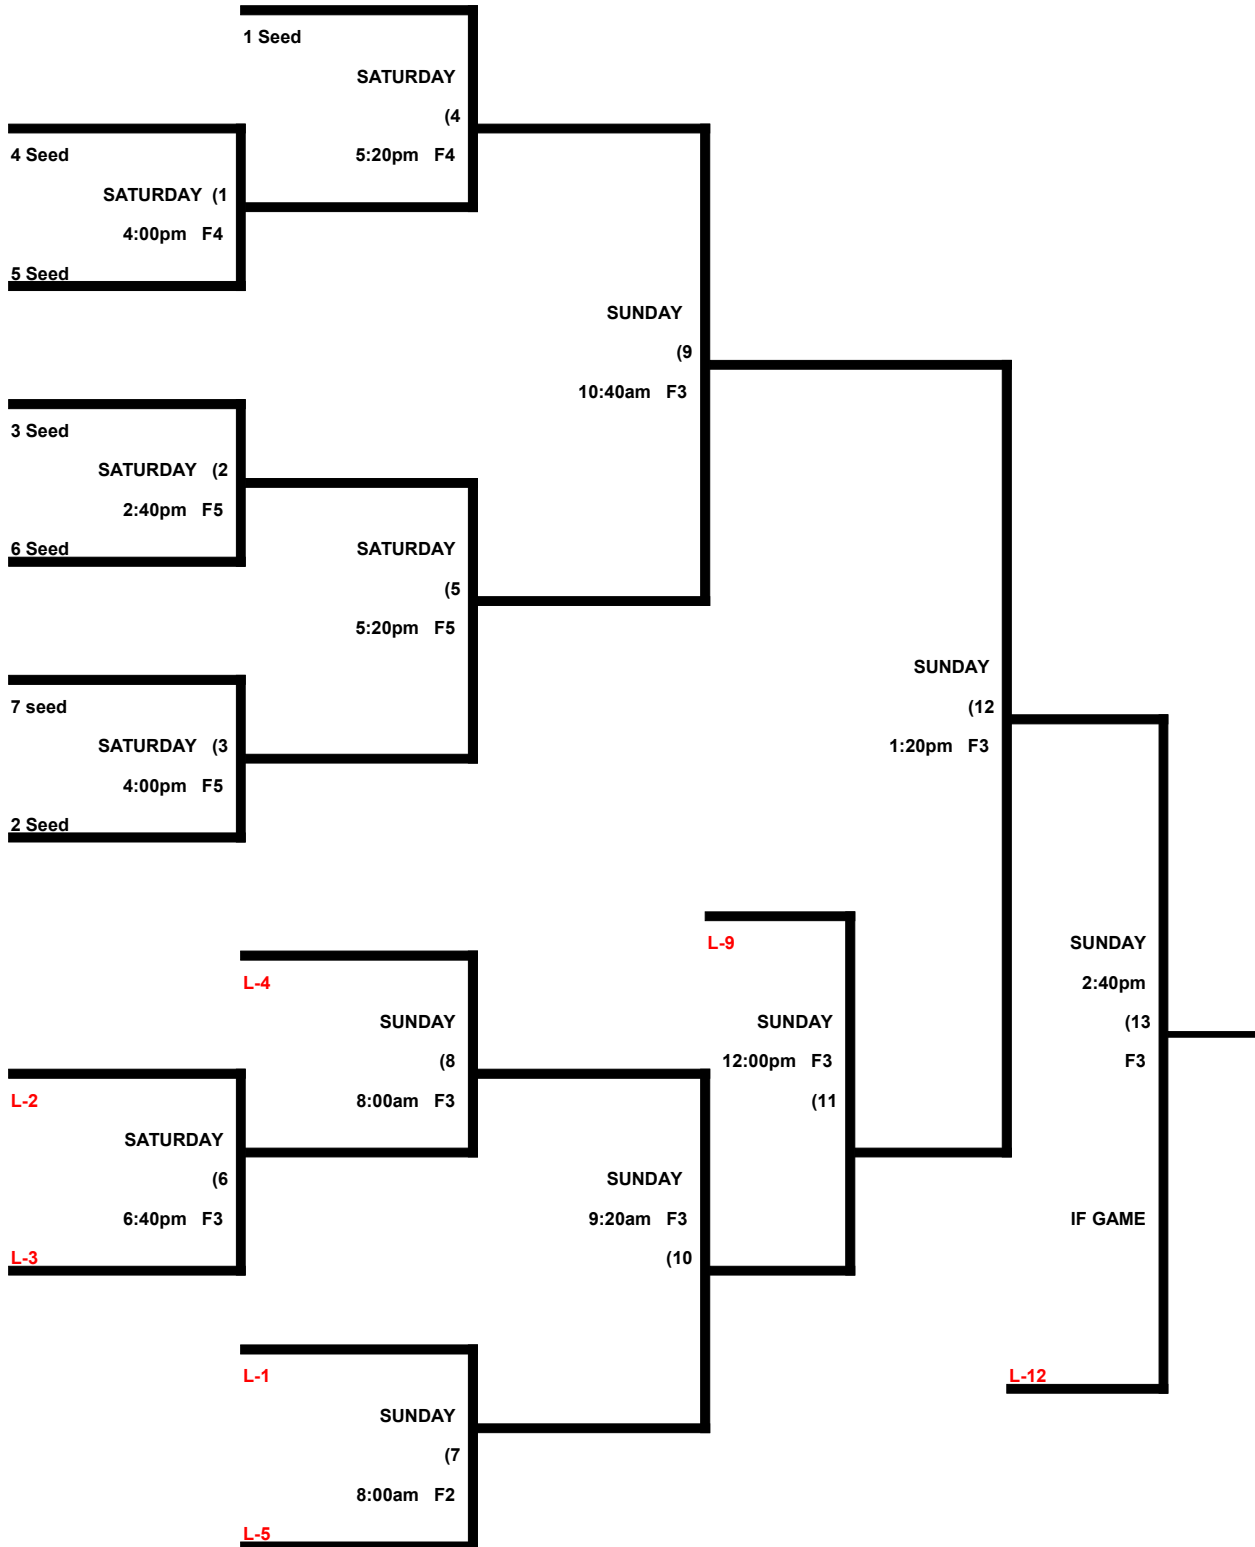 1 Seed
SATURDAY
(4
5:20pm F4
4 Seed
SATURDAY (1
4:00pm F4
5 Seed
SUNDAY
(9
10:40am F3
3 Seed
SATURDAY (2
2:40pm F5
6 Seed
SATURDAY
(5
5:20pm F5
7 seed
SATURDAY (3
4:00pm F5
2 Seed
SUNDAY
(12
1:20pm F3
L-9
L-4
SUNDAY
(8
8:00am F3
SUNDAY
12:00pm F3
(11
SUNDAY
2:40pm
(13
F3
L-2
SATURDAY
(6
6:40pm F3
L-3
SUNDAY
9:20am F3
(10
IF GAME
L-1
SUNDAY
(7
8:00am F2
L-5
L-12